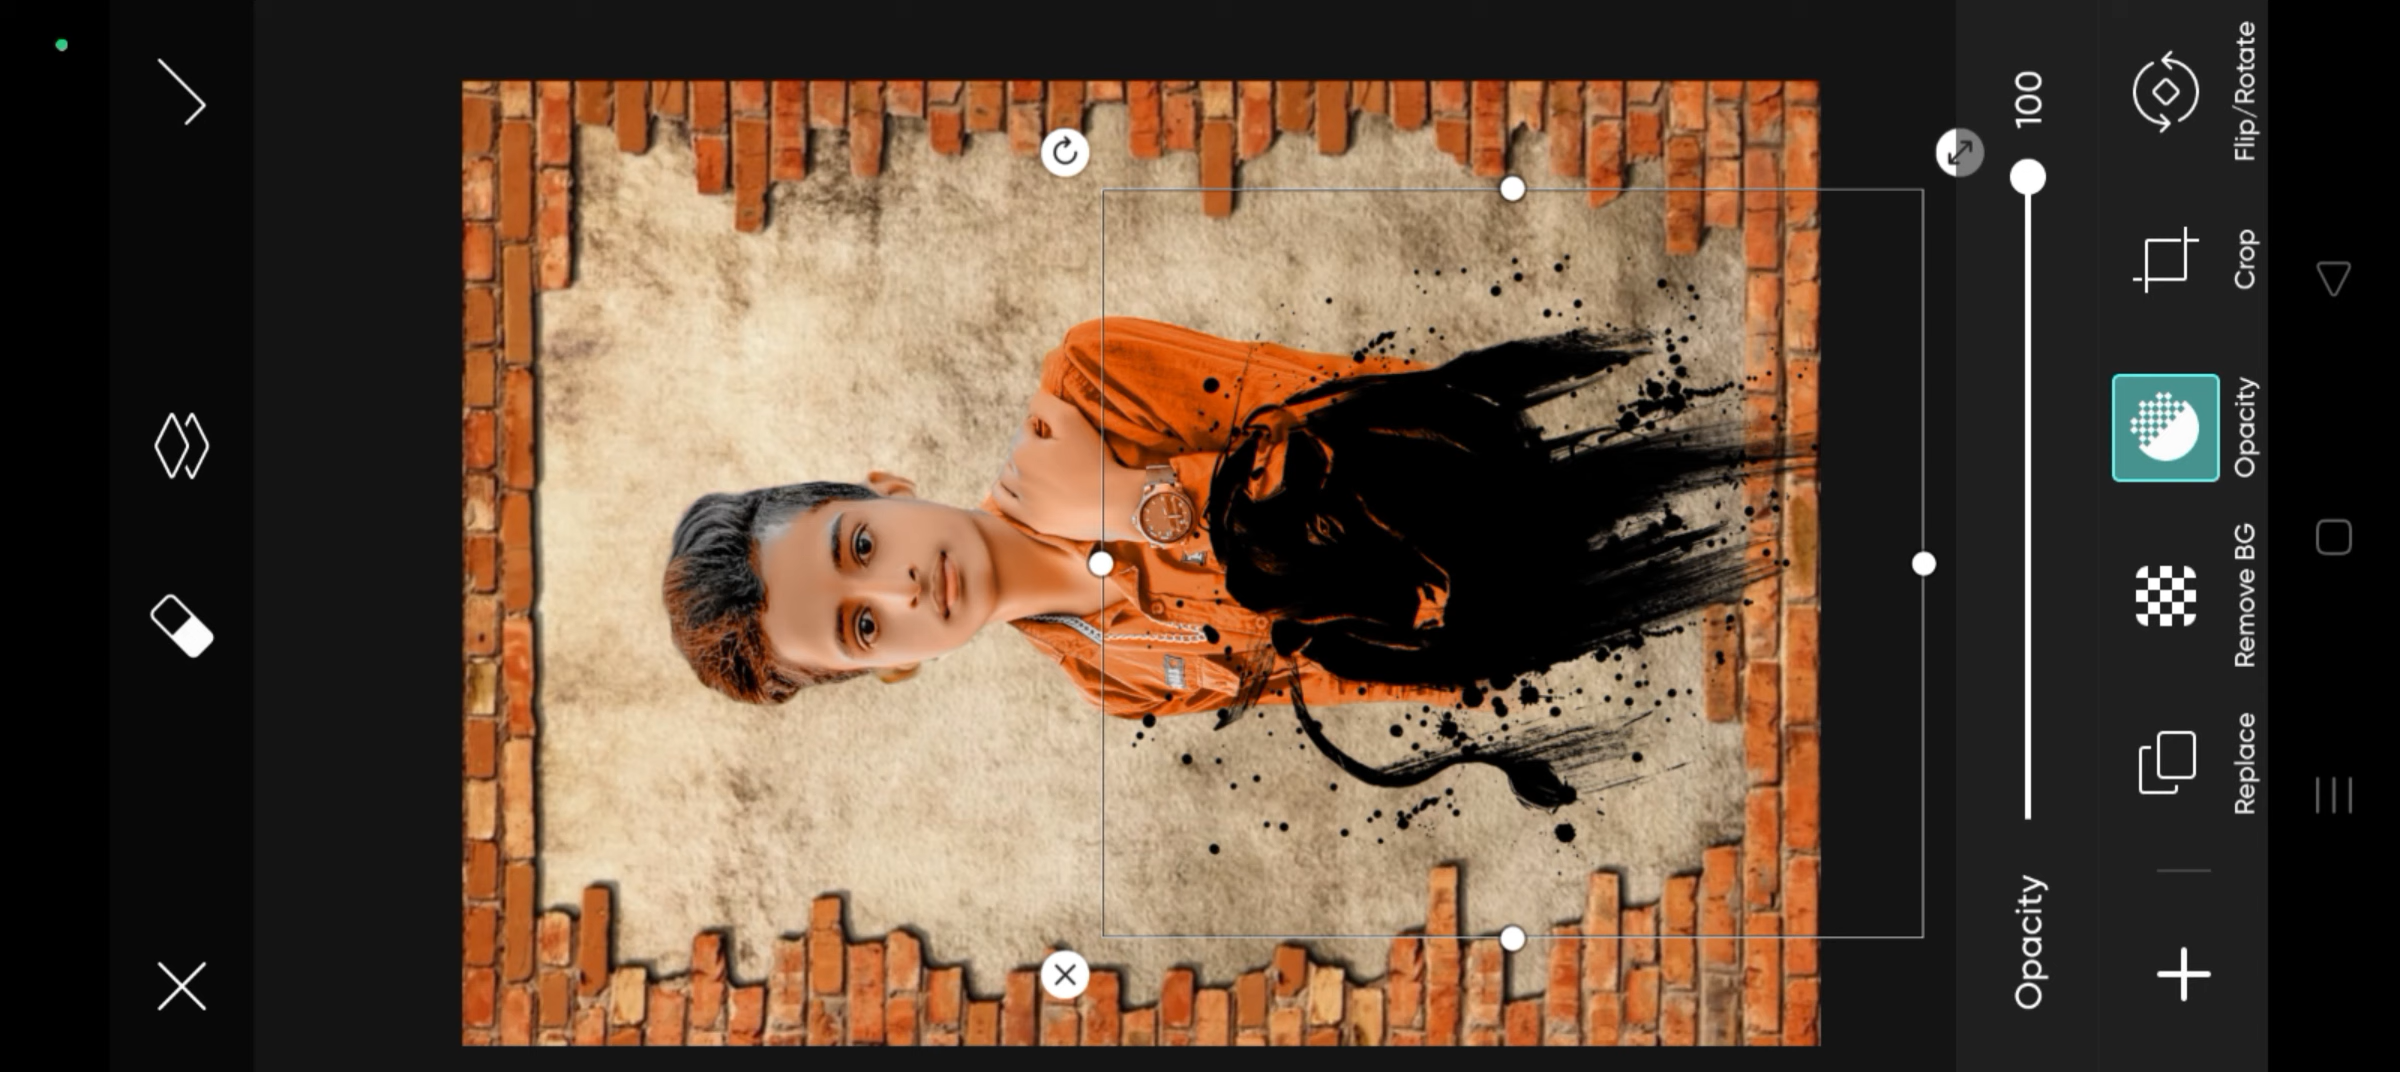 Opacity
100
Replace
Remove BG
Opacity
Crop
Flip/Rotate